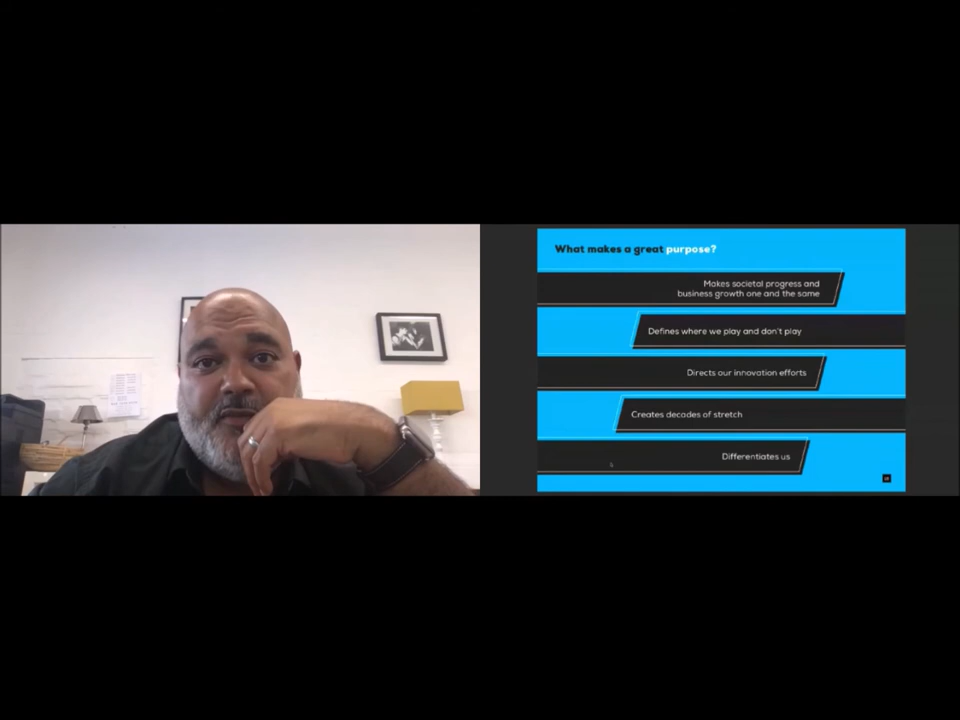 What makes a great purpose?
Makes societal progress and
business growth one and the same
Defines where we play and don't play
Directs our innovation efforts
Creates decades of stretch
Differentiates us